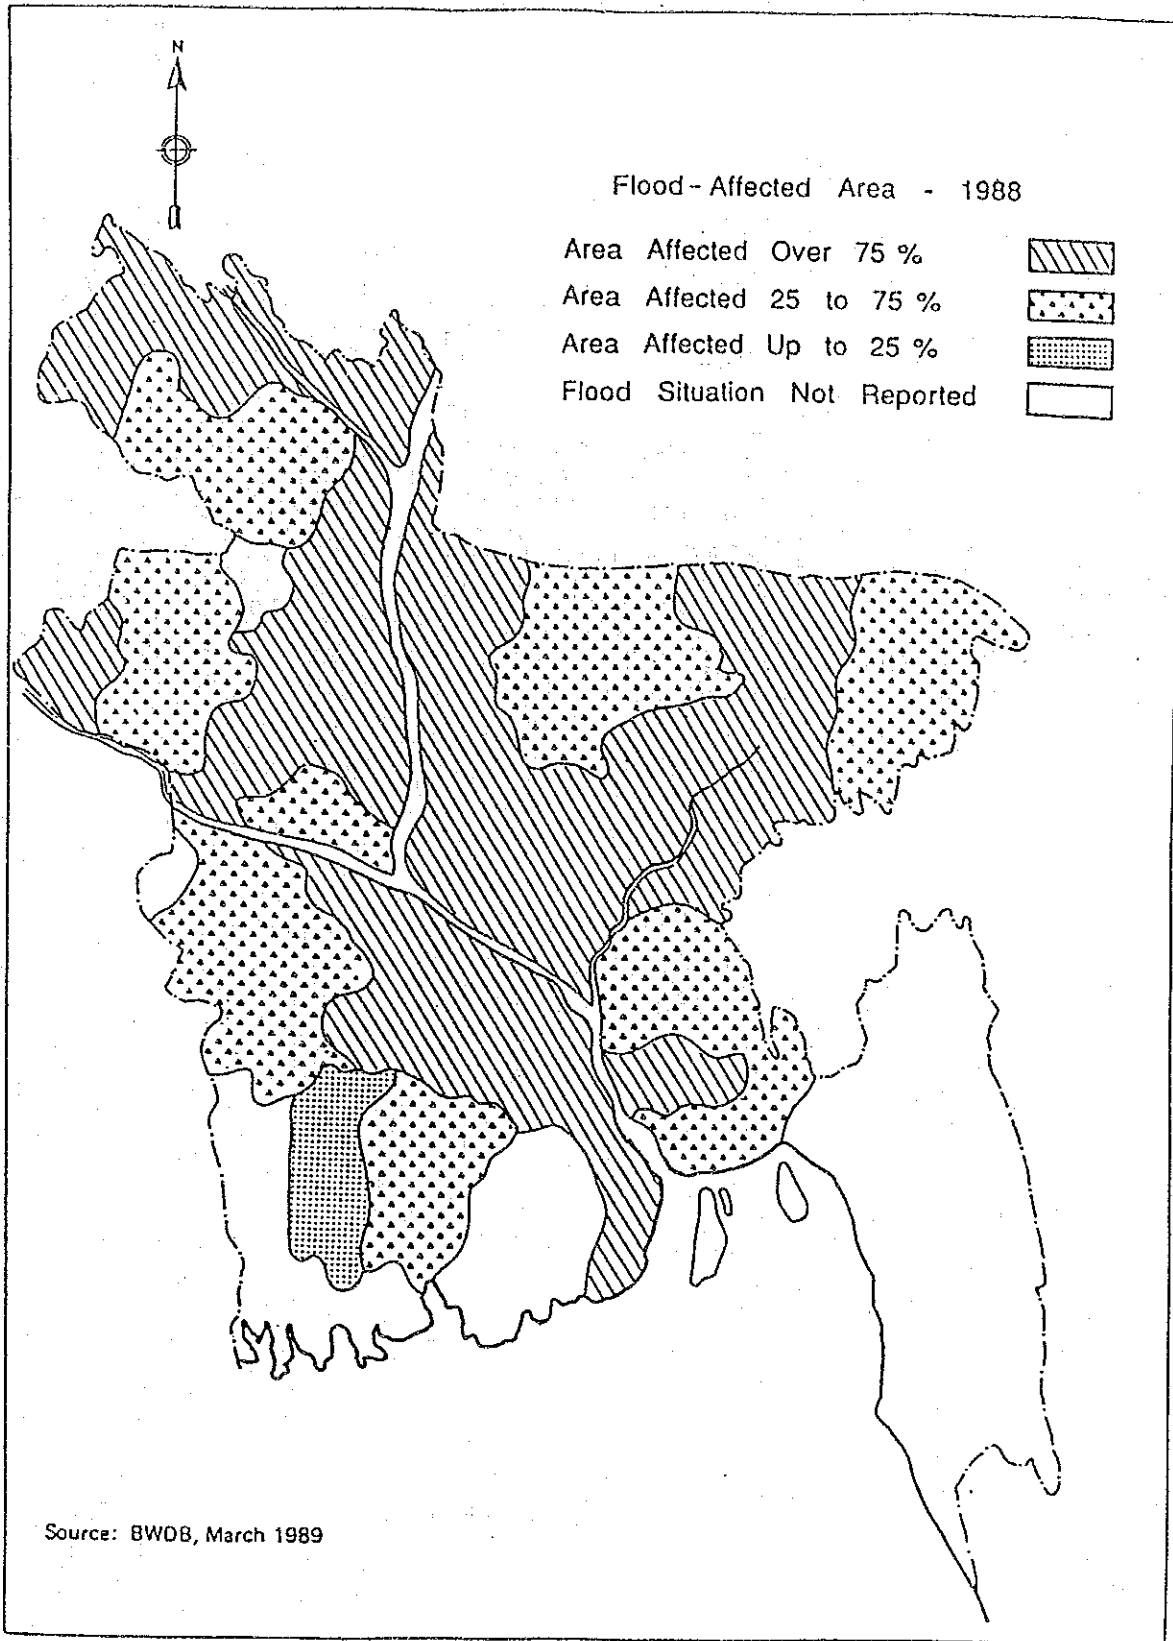 N
Flood - Affected Area - 1988
Area Affected Over 75 %
Area Affected 25 to 75 %
Area Affected Up to 25 %
Flood Situation Not Reported
Source: BWDB, March 1989